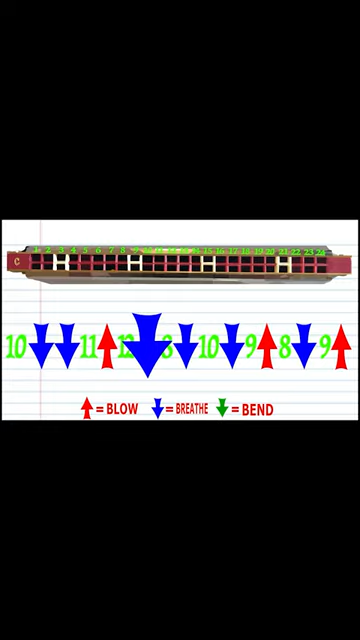 1 2 3 4 5 6 7 8 9 10 11 12 13 14 15 16 17 18 19 20 21 22 23 24
C
10 11 12 8 10 9 8 9
= BLOW = BREATHE = BEND